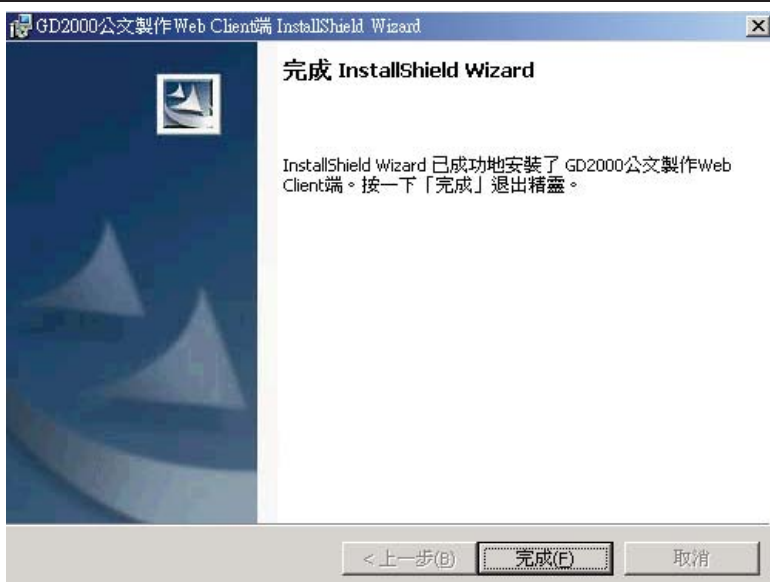 GD2000公文製作Web Client端 InstallShield Wizard
完成 InstallShield Wizard
InstallShield Wizard 已成功地安裝了 GD2000公文製作Web
Client端。按一下「完成」退出精靈。
<上一步(B)
完成(F)
取消